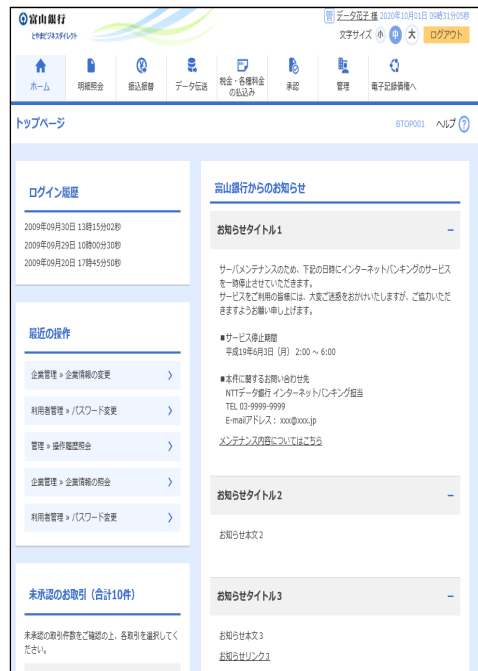 富山銀行
とやまビジネスダイレクト
管 データ花子 様 2020年10月01日 09時31分05秒
文字サイズ 小 中 大 ログアウト
ホーム
明細照会
振込振替
データ伝送
税金・各種料金
の払込み
承認
管理
電子記録債権へ
トップページ
BTOP001 ヘルプ ?
ログイン履歴
2009年09月30日 13時15分02秒
2009年09月29日 10時00分30秒
2009年09月20日 17時45分50秒
最近の操作
企業管理 » 企業情報の変更
利用者管理 » パスワード変更
管理 » 操作履歴照会
企業管理 » 企業情報の照会
利用者管理 » パスワード変更
未承認のお取引（合計10件）
未承認の取引件数をご確認の上、各取引を選択してく
ださい。
富山銀行からのお知らせ
お知らせタイトル1
サーバメンテナンスのため、下記の日時にインターネットバンキングのサービス
を一時停止させていただきます。
サービスをご利用の皆様には、大変ご迷惑をおかけいたしますが、ご協力いただ
きますようお願い申し上げます。
■サービス停止期間
平成19年6月3日（月） 2:00 ～ 6:00
■本件に関するお問い合わせ先
NTTデータ銀行 インターネットバンキング担当
TEL 03-9999-9999
E-mailアドレス： xxx@xxx.jp
メンテナンス内容についてはこちら
お知らせタイトル2
お知らせ本文2
お知らせタイトル3
お知らせ本文3
お知らせリンク3